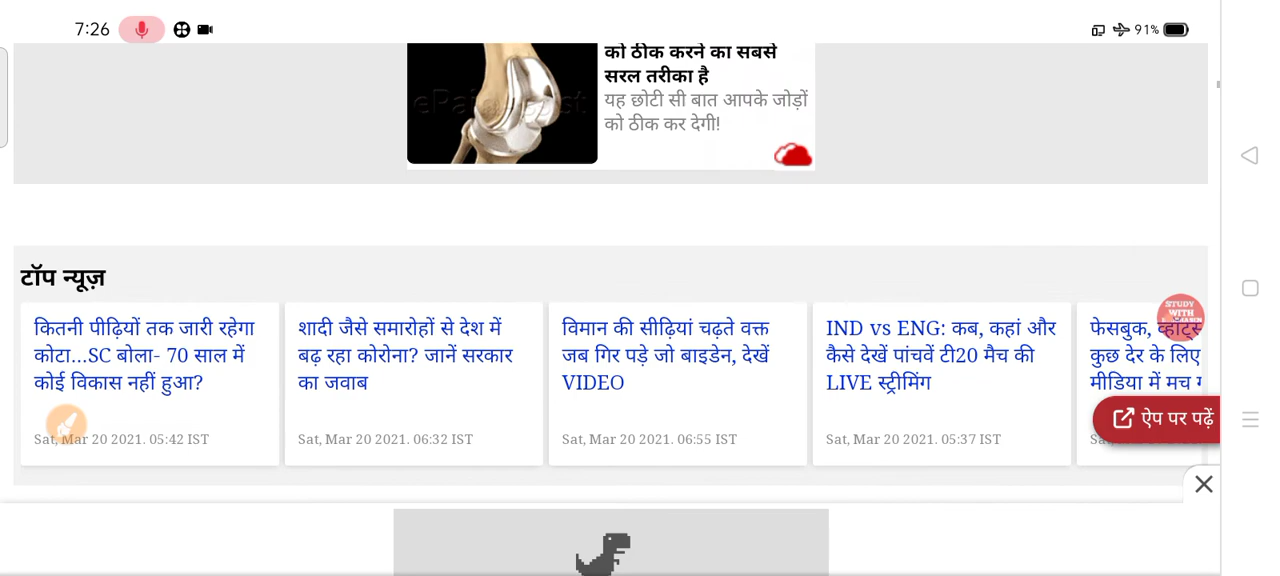 7:26
91%
को ठीक करने का सबसे
सरल तरीका है
यह छोटी सी बात आपके जोड़ों
को ठीक कर देगी!
टॉप न्यूज़
कितनी पीढ़ियों तक जारी रहेगा
कोटा...SC बोला- 70 साल में
कोई विकास नहीं हुआ?
Sat, Mar 20 2021. 05:42 IST
शादी जैसे समारोहों से देश में
बढ़ रहा कोरोना? जानें सरकार
का जवाब
Sat, Mar 20 2021. 06:32 IST
विमान की सीढ़ियां चढ़ते वक्त
जब गिर पड़े जो बाइडेन, देखें
VIDEO
Sat, Mar 20 2021. 06:55 IST
IND vs ENG: कब, कहां और
कैसे देखें पांचवें टी20 मैच की
LIVE स्ट्रीमिंग
Sat, Mar 20 2021. 05:37 IST
फेसबुक,
कुछ देर के लिए
मीडिया में मच
STUDY
WITH
ऐप पर पढ़ें